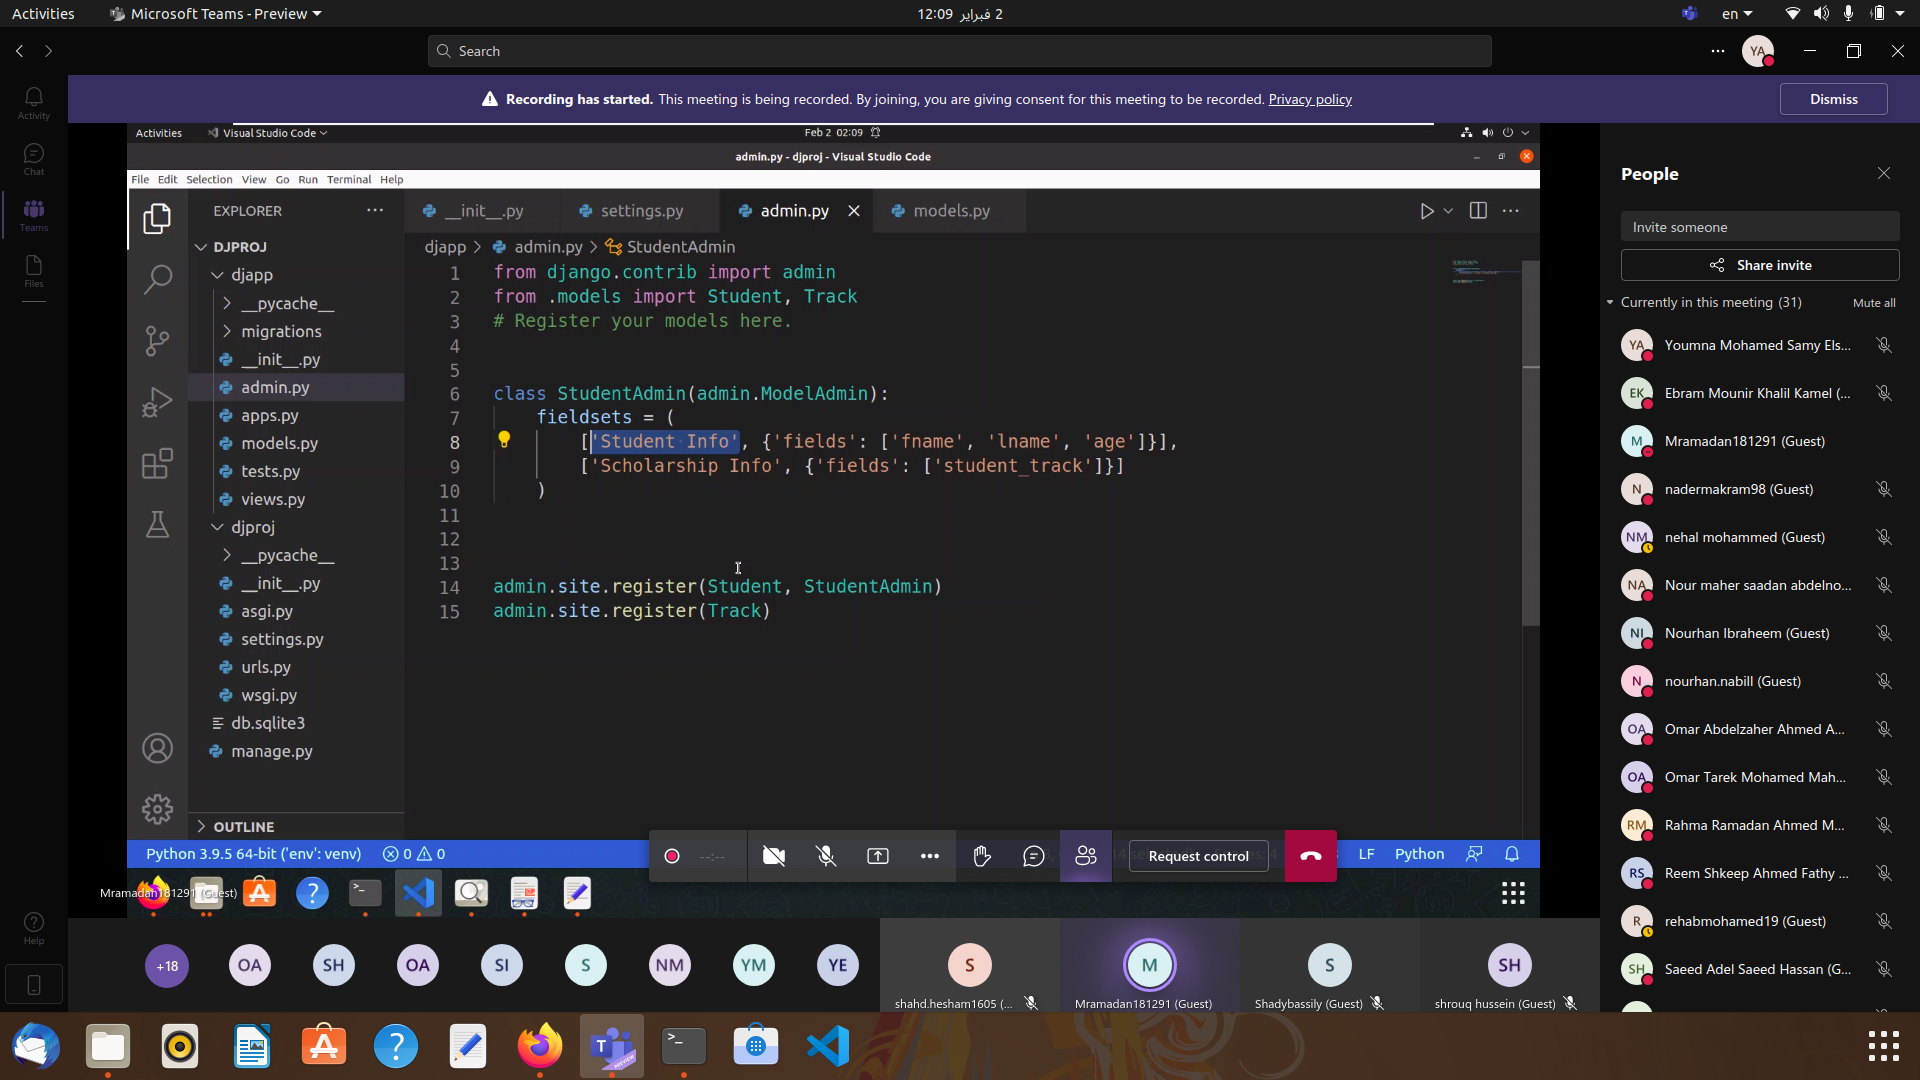 Activities
Microsoft Teams - Preview
2 فبراير 12:09
en
Search
YA
Activity
Chat
Teams
Files
Help
Recording has started. This meeting is being recorded. By joining, you are giving consent for this meeting to be recorded. Privacy policy
Dismiss
Activities
Visual Studio Code
Feb 2 02:09
admin.py - djproj - Visual Studio Code
File Edit Selection View Go Run Terminal Help
EXPLORER
DJPROJ
djapp
__pycache__
migrations
__init__.py
admin.py
apps.py
models.py
tests.py
views.py
djproj
__pycache__
__init__.py
asgi.py
settings.py
urls.py
wsgi.py
db.sqlite3
manage.py
OUTLINE
__init__.py
settings.py
admin.py
models.py
djapp > admin.py > StudentAdmin
1 from django.contrib import admin
2 from .models import Student, Track
3 # Register your models here.
4
5
6 class StudentAdmin(admin.ModelAdmin):
7 fieldsets = (
8 ['Student Info', {'fields': ['fname', 'lname', 'age']}],
9 ['Scholarship Info', {'fields': ['student_track']}]
10 )
11
12
13
14 admin.site.register(Student, StudentAdmin)
15 admin.site.register(Track)
Python 3.9.5 64-bit ('env': venv)
0 0
LF
Python
--:--
Request control
Mramadan181291 (Guest)
+18
OA
SH
OA
SI
S
NM
YM
YE
S
shahd.hesham1605 (...
M
Mramadan181291 (Guest)
S
Shadybassily (Guest)
SH
shrouq hussein (Guest)
People
Invite someone
Share invite
Currently in this meeting (31)
Mute all
YA Youmna Mohamed Samy Els...
EK Ebram Mounir Khalil Kamel (...
M Mramadan181291 (Guest)
N nadermakram98 (Guest)
NM nehal mohammed (Guest)
NA Nour maher saadan abdelno...
NI Nourhan Ibraheem (Guest)
N nourhan.nabill (Guest)
OA Omar Abdelzaher Ahmed A...
OA Omar Tarek Mohamed Mah...
RM Rahma Ramadan Ahmed M...
RS Reem Shkeep Ahmed Fathy ...
R rehabmohamed19 (Guest)
SH Saeed Adel Saeed Hassan (G...
PREVIEW